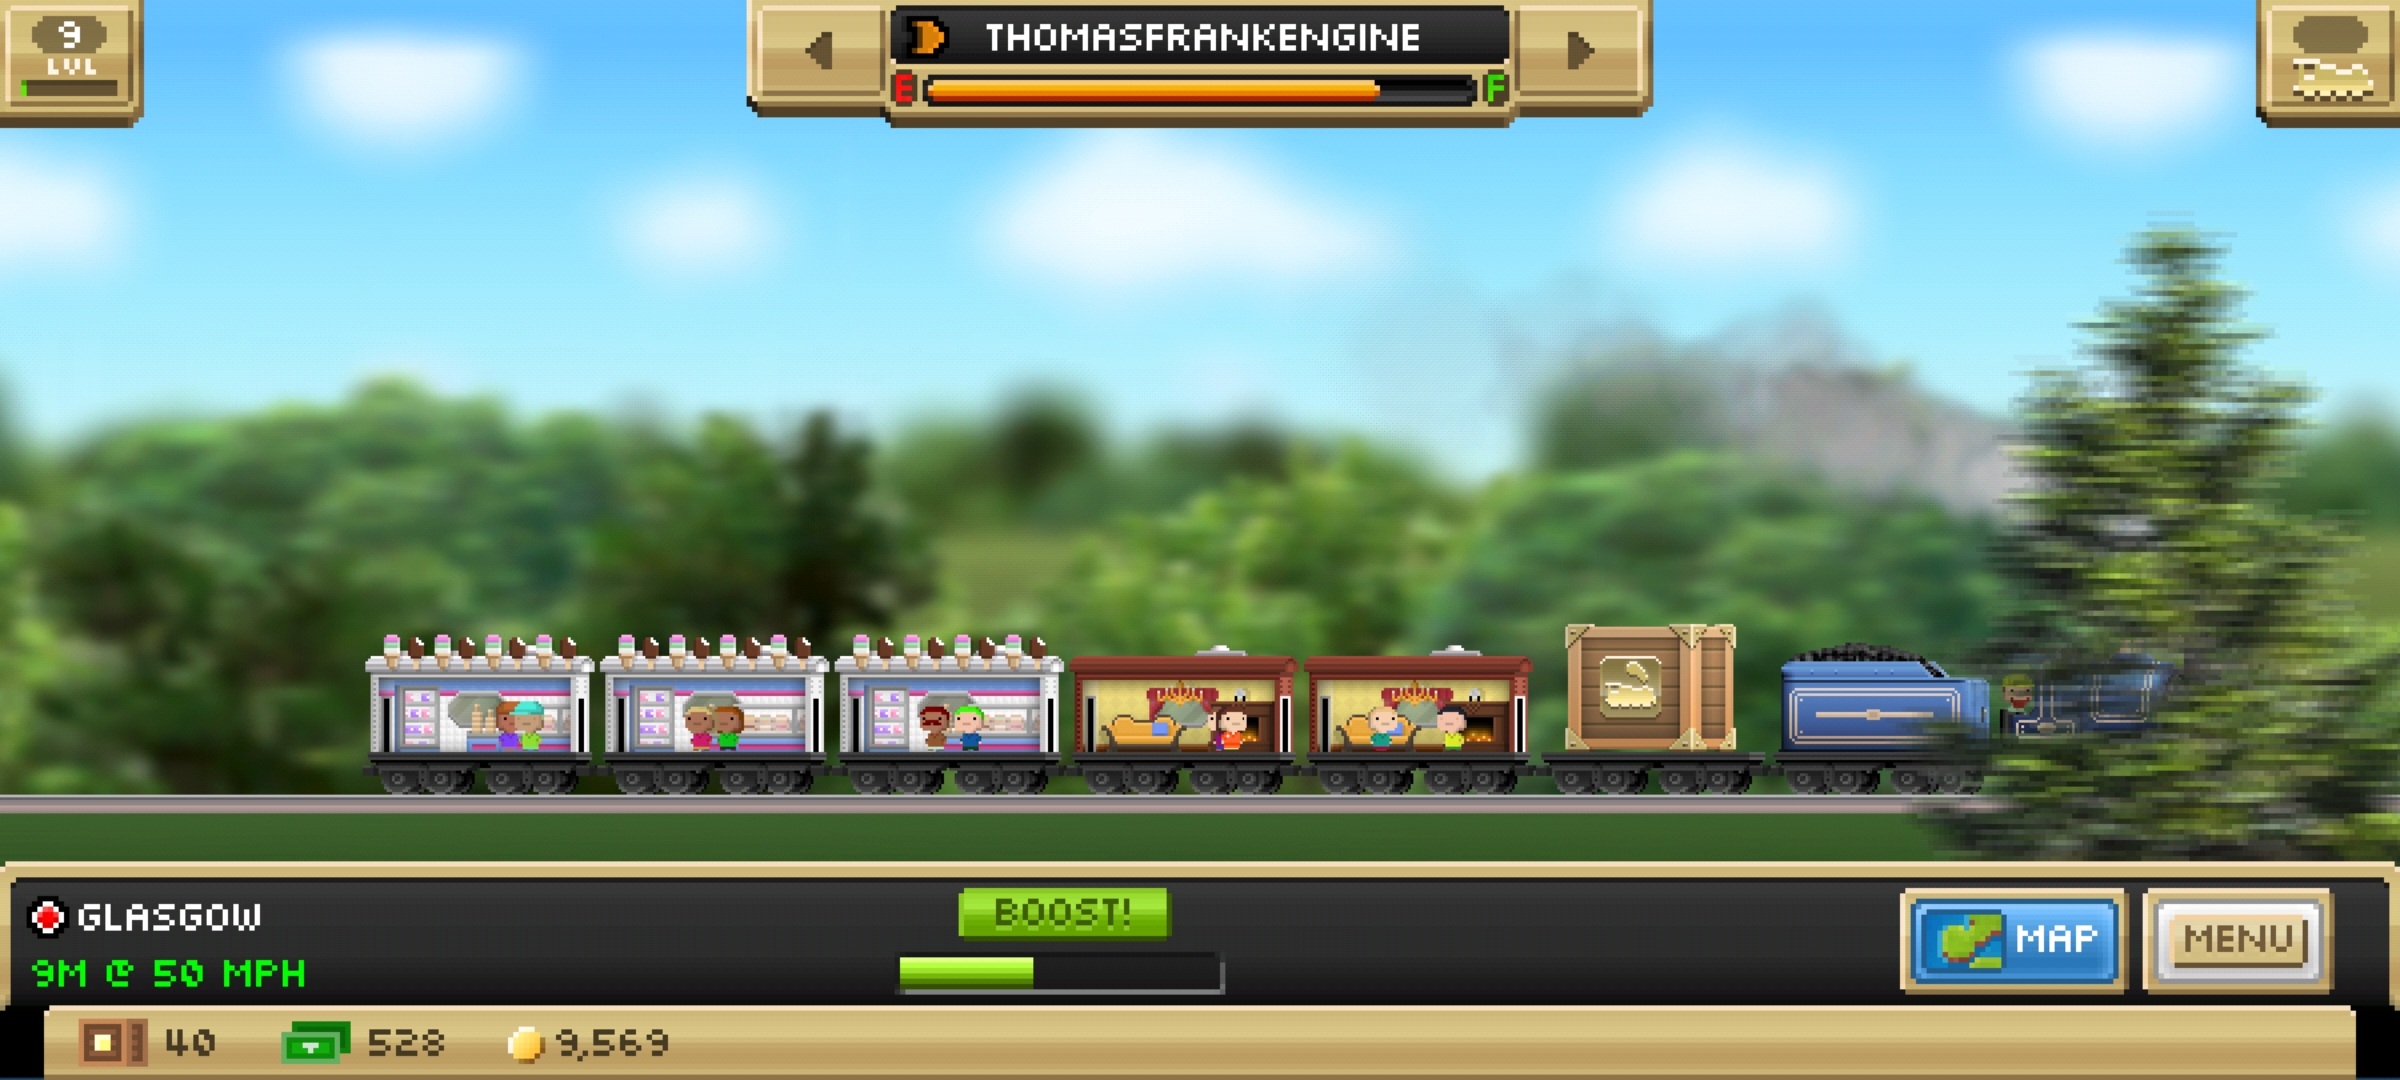 9
LVL
THOMASFRANKENGINE
E
F
GLASGOW
9M @ 50 MPH
BOOST!
MAP
MENU
40
528
9,569